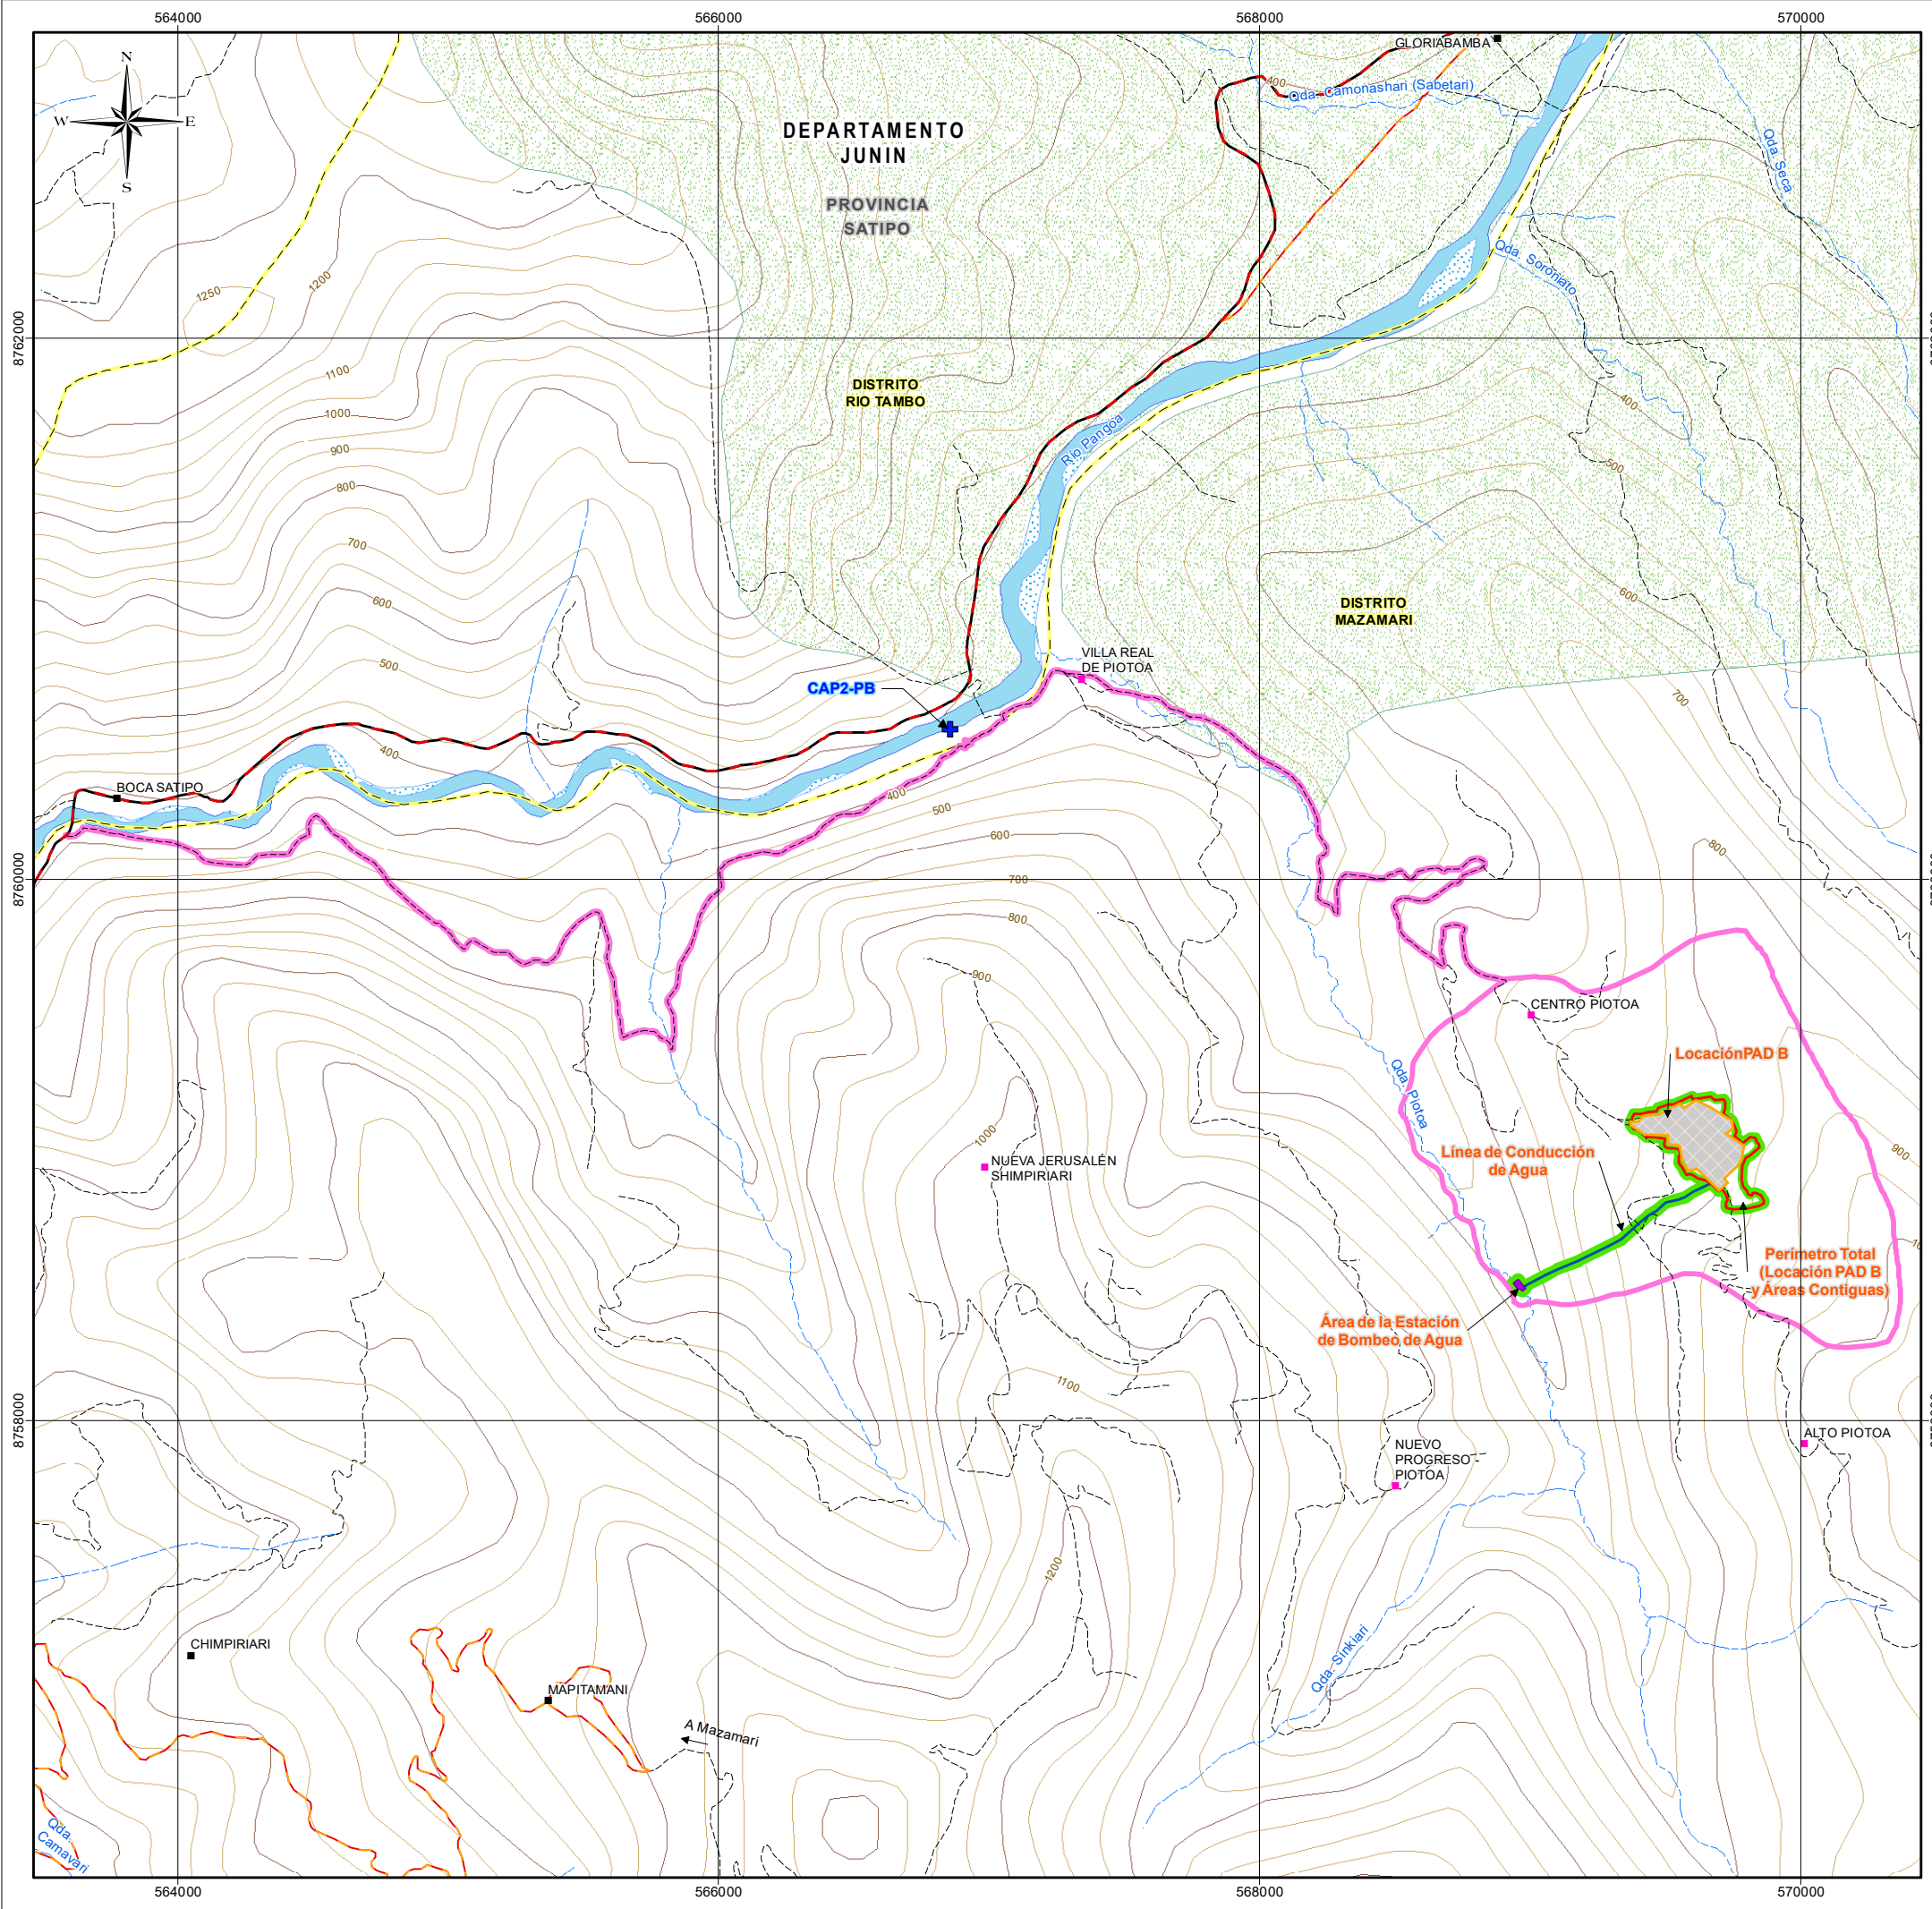 564000
566000
568000
570000
GLORIABAMBA
N
W
E
S
400
Qda. Camonashari (Sabetari)
DEPARTAMENTO
JUNIN
PROVINCIA
SATIPO
Qda. Seca
Qda. Sororiato
1250
1200
8762000
1100
1000
900
800
DISTRITO
RIO TAMBO
Río Pangoa
400
500
700
600
500
400
600
DISTRITO
MAZAMARI
VILLA REAL
DE PIOTOA
CAP2-PB
700
BOCA SATIPO
400
500
600
700
800
800
8760000
900
CENTRO PIOTOA
LocaciónPAD B
Qda. Piotoa
1000
NUEVA JERUSALÉN
SHIMPIRIARI
Línea de Conducción
de Agua
900
Perímetro Total
(Locación PAD B
y Áreas Contiguas)
Área de la Estación
de Bombeo de Agua
1100
8758000
NUEVO
PROGRESO -
PIOTOA
ALTO PIOTOA
1200
CHIMPIRIARI
MAPITAMANI
A Mazamari
Qda. Sinkiari
Qda.
Camavari
564000
566000
568000
570000